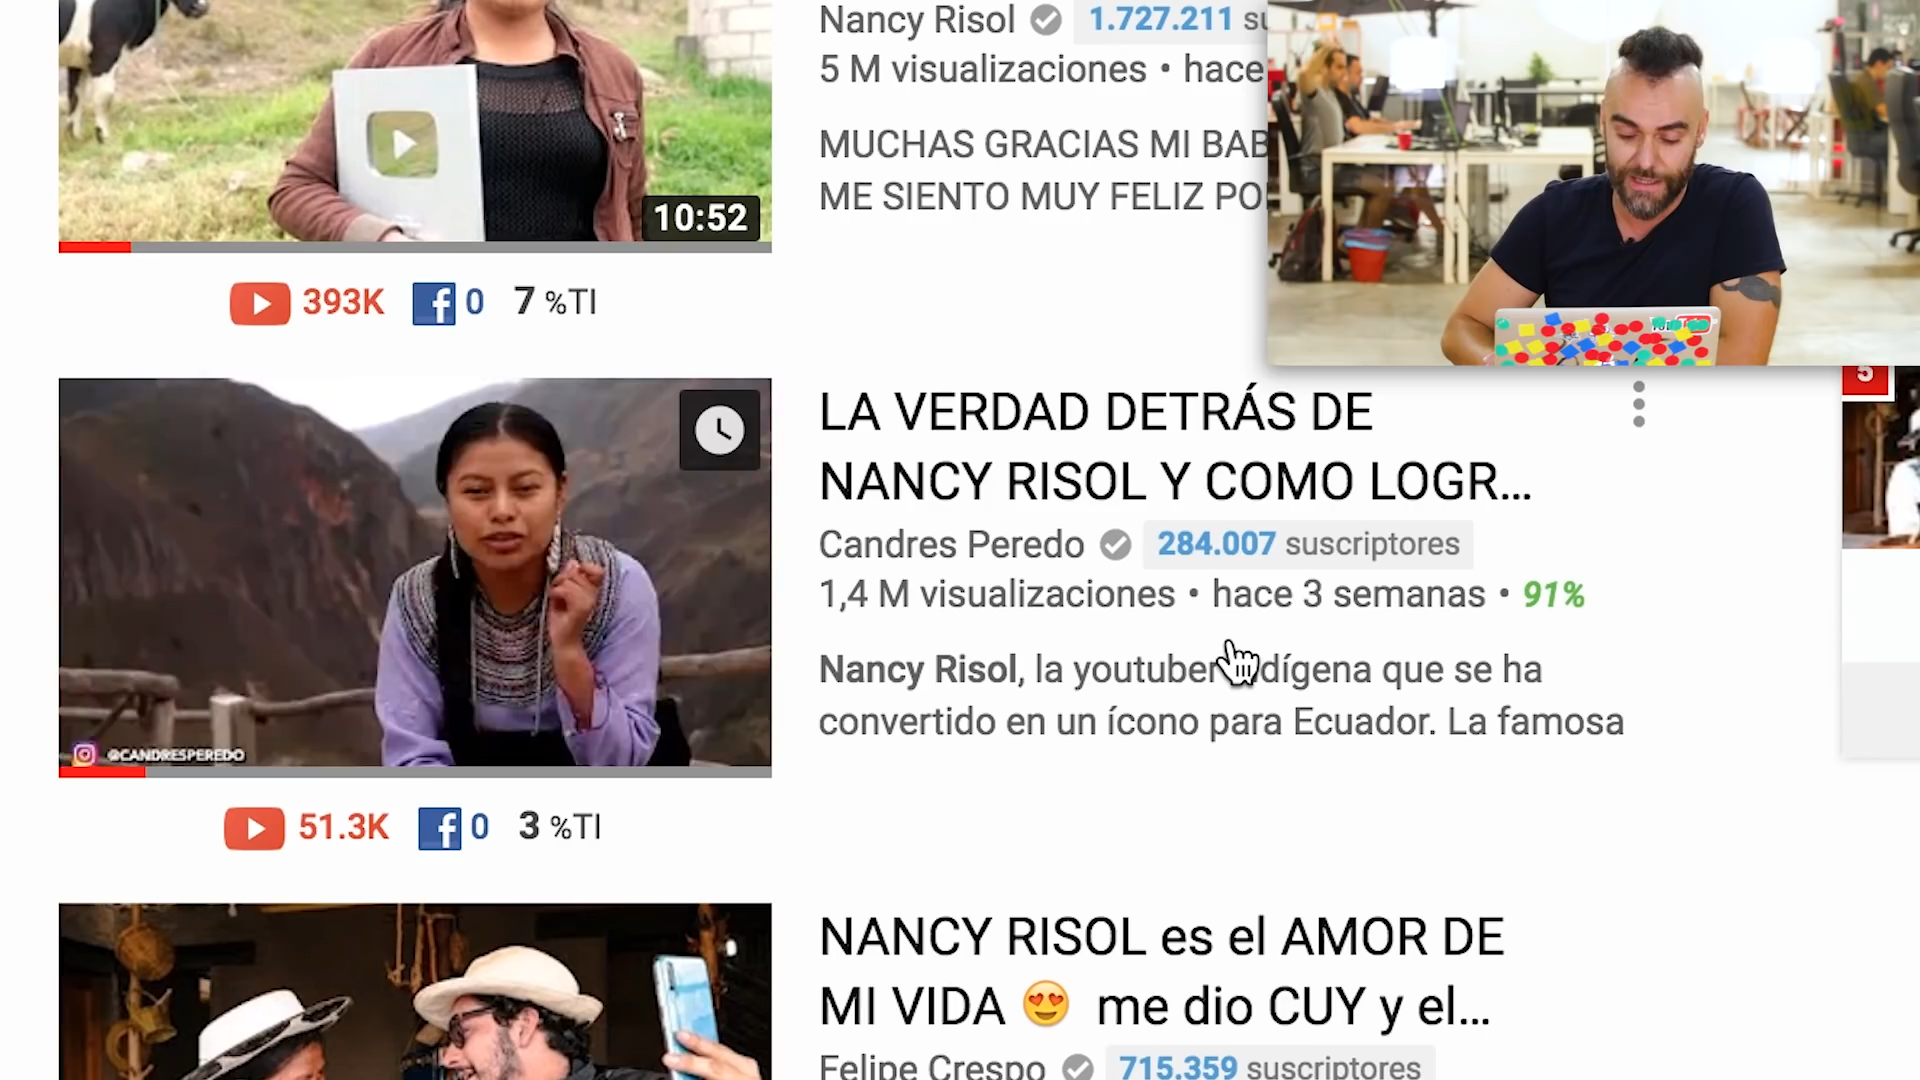 Nancy Risol 1.727.211
5 M visualizaciones • hace
MUCHAS GRACIAS MI BAB
ME SIENTO MUY FELIZ PO
10:52
393K 0 7 %TI
LA VERDAD DETRÁS DE
NANCY RISOL Y COMO LOGR...
Candres Peredo 284.007 suscriptores
1,4 M visualizaciones • hace 3 semanas • 91%
Nancy Risol, la youtuber dígena que se ha
convertido en un ícono para Ecuador. La famosa
@CANDRESPEREDO
51.3K 0 3 %TI
NANCY RISOL es el AMOR DE
MI VIDA 😍 me dio CUY y el...
Felipe Crespo 715.359 suscriptores
5